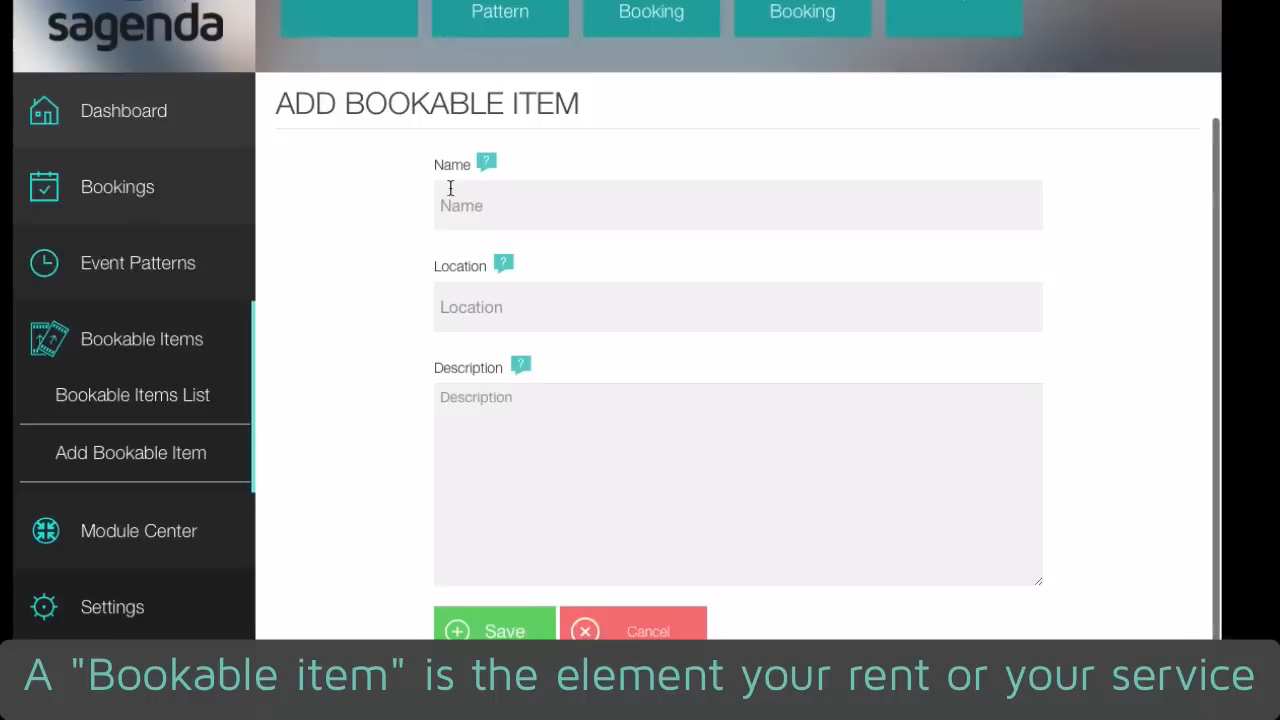 sagenda
Pattern
Booking
Booking
Dashboard
Bookings
Event Patterns
Bookable Items
Bookable Items List
Add Bookable Item
Module Center
Settings
ADD BOOKABLE ITEM
Name ?
Name
Location ?
Location
Description ?
Description
Save
Cancel
A "Bookable item" is the element your rent or your service